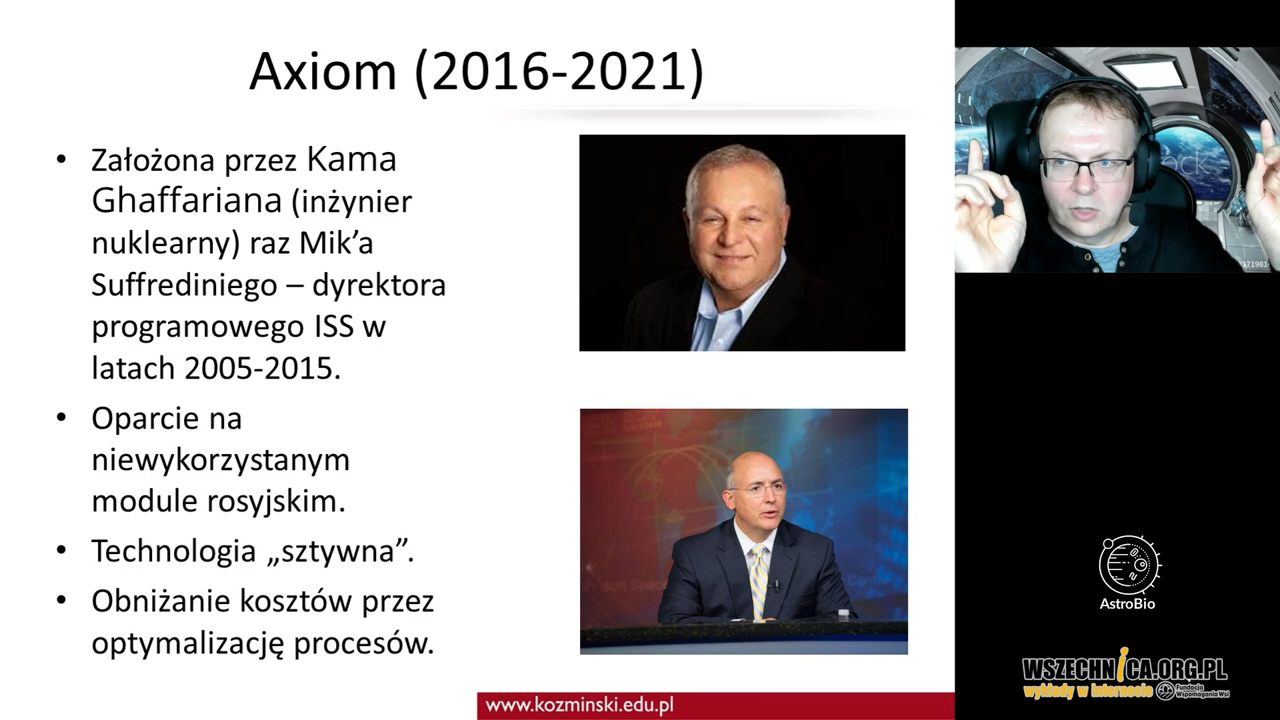 Axiom (2016-2021)
• Założona przez Kama
Ghaffariana (inżynier
nuklearny) raz Mik’a
Suffrediniego – dyrektora
programowego ISS w
latach 2005-2015.
• Oparcie na
niewykorzystanym
module rosyjskim.
• Technologia „sztywna”.
• Obniżanie kosztów przez
optymalizację procesów.
www.kozminski.edu.pl
ock
171981
AstroBio
WSZECHNICA.ORG.PL
wykłady w internecie
Fundacja
Wspomagania Wsi